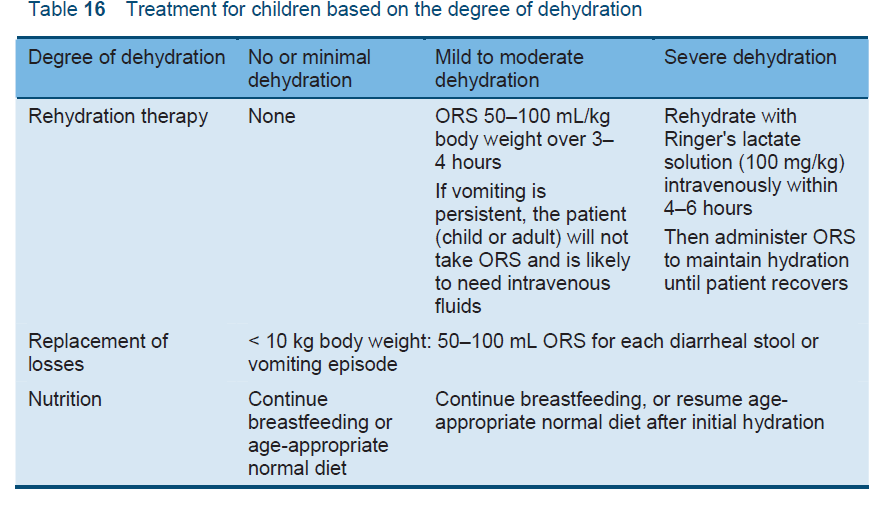 Table 16 Treatment for children based on the degree of dehydration
Degree of dehydration
No or minimal
dehydration
Mild to moderate
dehydration
Severe dehydration
Rehydration therapy
None
ORS 50–100 mL/kg
body weight over 3–
4 hours
If vomiting is
persistent, the patient
(child or adult) will not
take ORS and is likely
to need intravenous
fluids
Rehydrate with
Ringer's lactate
solution (100 mg/kg)
intravenously within
4–6 hours
Then administer ORS
to maintain hydration
until patient recovers
Replacement of
losses
< 10 kg body weight: 50–100 mL ORS for each diarrheal stool or
vomiting episode
Nutrition
Continue
breastfeeding or
age-appropriate
normal diet
Continue breastfeeding, or resume age-
appropriate normal diet after initial hydration